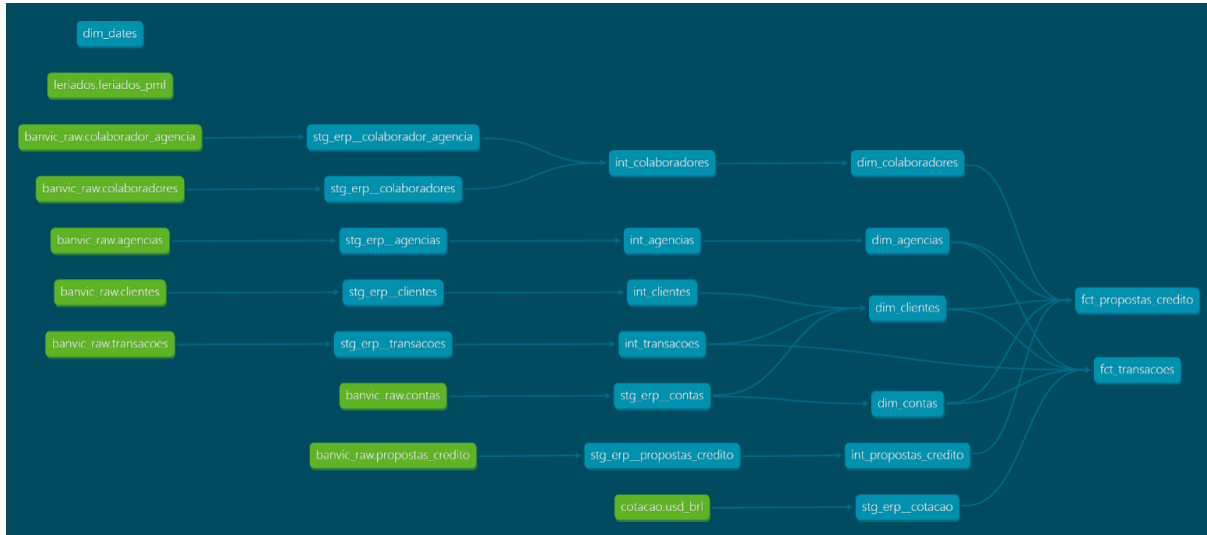 dim_dates
feriados.feriados_pmf
banvic_raw.colaborador_agencia
stg_erp__colaborador_agencia
int_colaboradores
dim_colaboradores
banvic_raw.colaboradores
stg_erp__colaboradores
banvic_raw.agencias
stg_erp__agencias
int_agencias
dim_agencias
banvic_raw.clientes
stg_erp__clientes
int_clientes
dim_clientes
fct_propostas_credito
banvic_raw.transacoes
stg_erp__transacoes
int_transacoes
fct_transacoes
banvic_raw.contas
stg_erp__contas
dim_contas
banvic_raw.propostas_credito
stg_erp__propostas_credito
int_propostas_credito
cotacao.usd_brl
stg_erp__cotacao